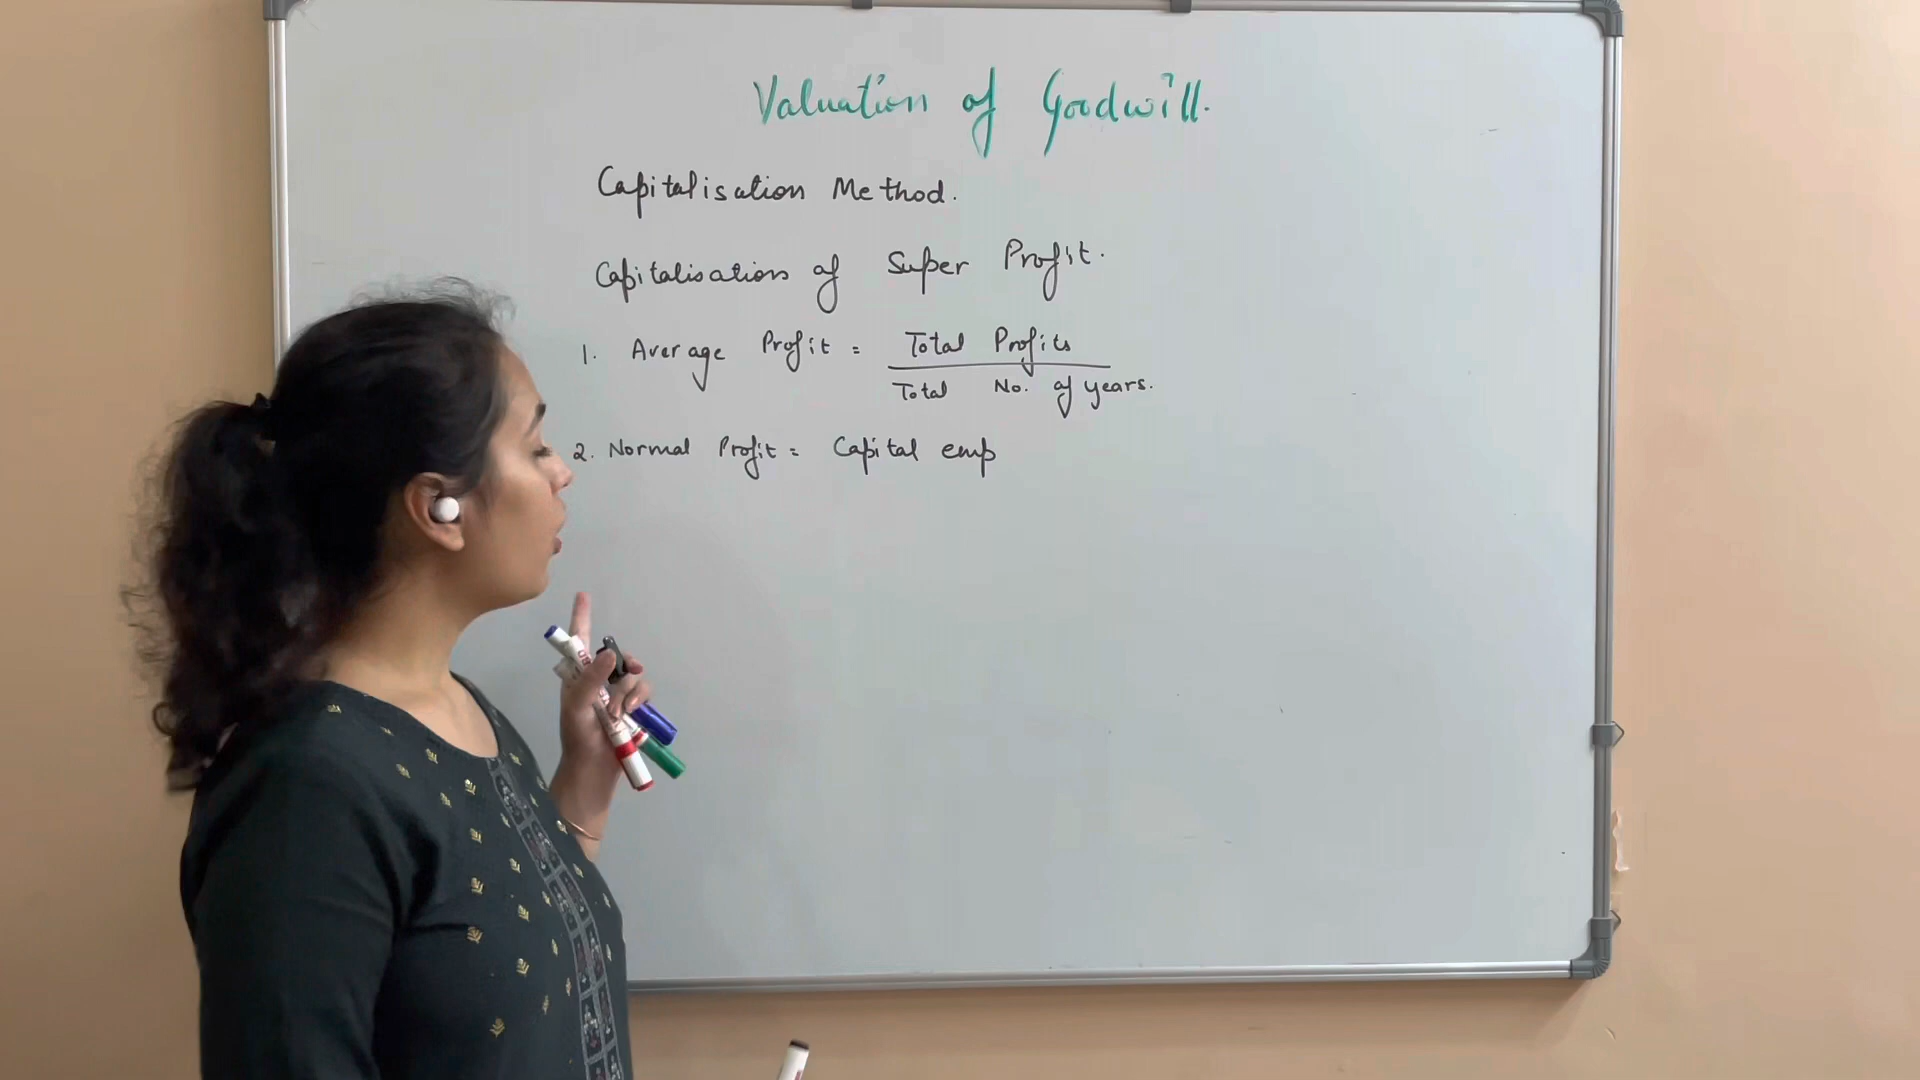 Valuation of Goodwill.
Capitalisation Method.
Capitalisation of Super Profit.
1. Average Profit = Total Profits
Total No. of years.
2. Normal Profit = Capital emp